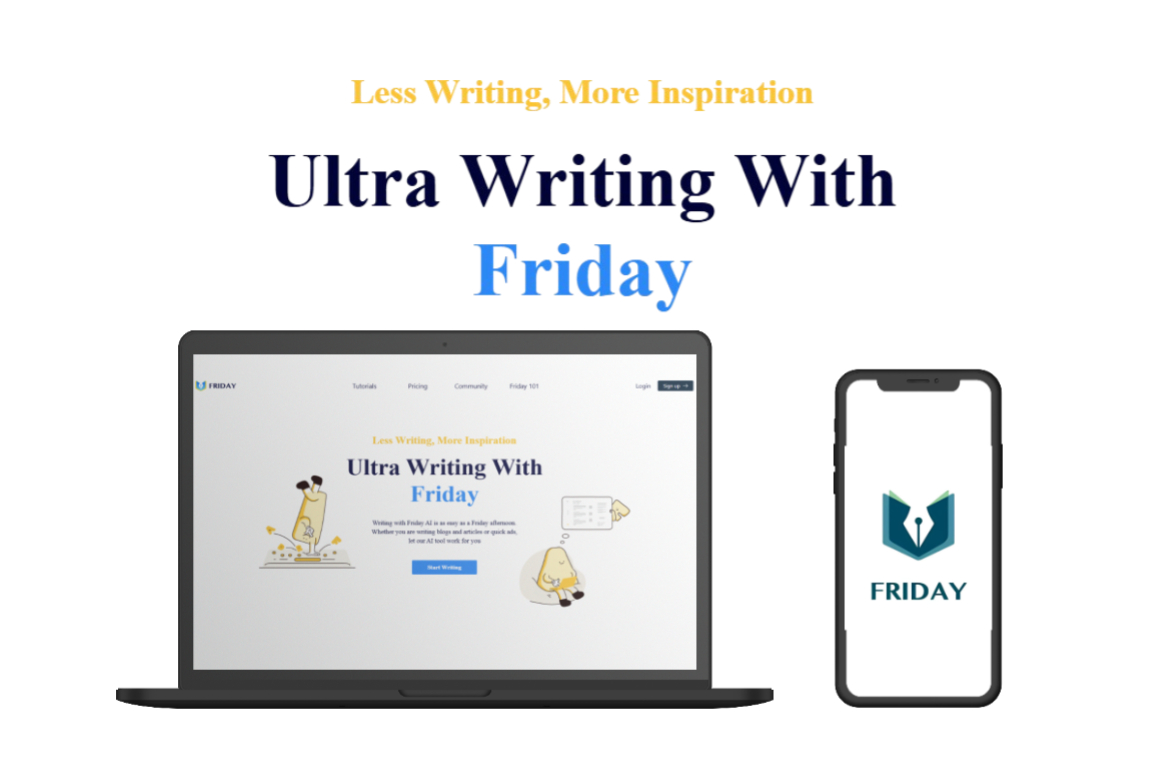 Less Writing, More Inspiration
Ultra Writing With
Friday
FRIDAY
Tutorials
Pricing
Community
Friday 101
Login
Sign up →
Less Writing, More Inspiration
Ultra Writing With
Friday
Writing with Friday AI is as easy as a Friday afternoon.
Whether you are writing blogs and articles or quick ads,
let our AI tool work for you
Start Writing
FRIDAY